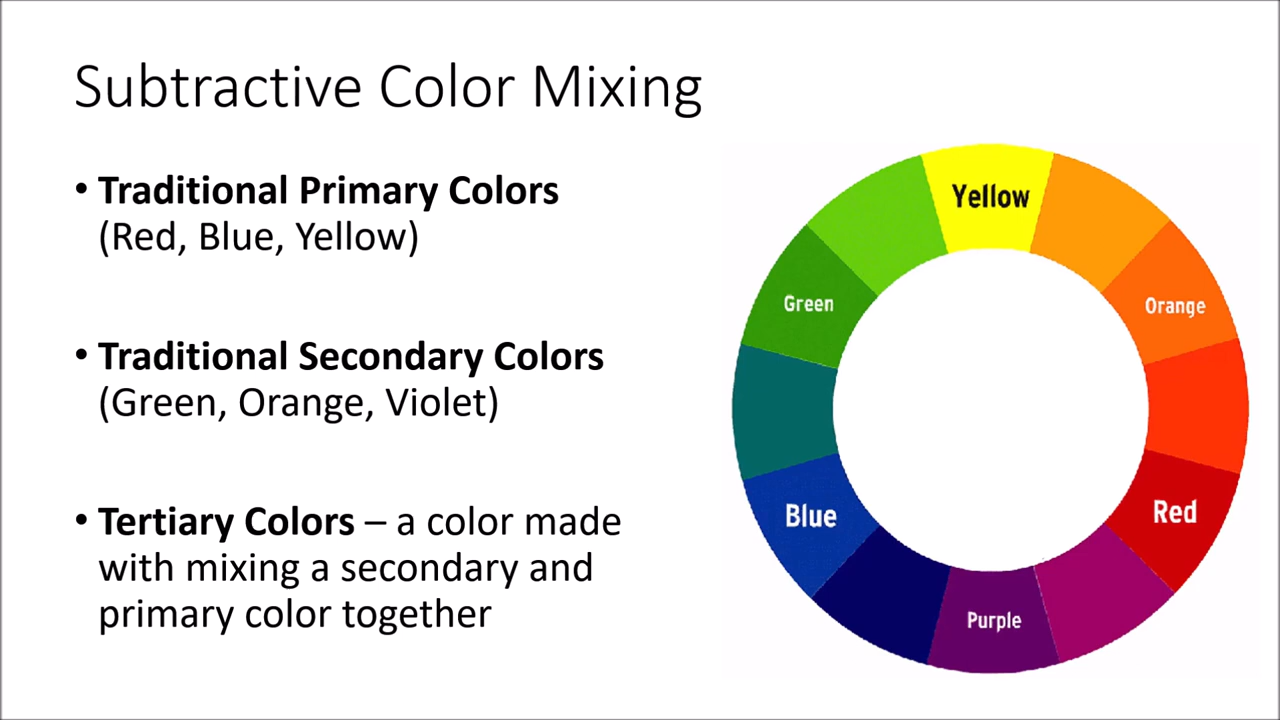 Subtractive Color Mixing
• Traditional Primary Colors
(Red, Blue, Yellow)
• Traditional Secondary Colors
(Green, Orange, Violet)
• Tertiary Colors – a color made
with mixing a secondary and
primary color together
Yellow
Green
Orange
Blue
Red
Purple